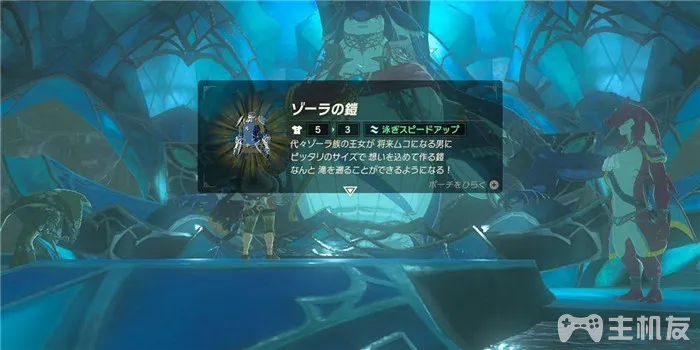 ゾーラの鎧
5 3 泳ぎスピードアップ
代々ゾーラ族の王女が 将来ムコになる男に
ピッタリのサイズで 想いを込めて作る鎧
なんと 滝を遡ることができるようになる！
ポーチをひらく
主机友